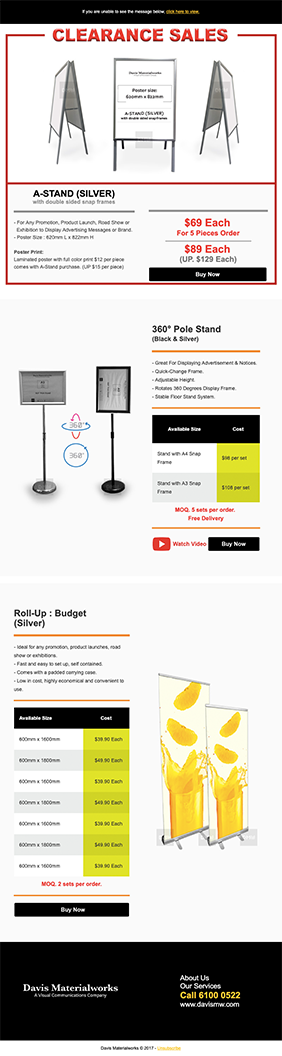 If you are unable to see the message below, click here to view.
CLEARANCE SALES
Davis Materialworks
Poster size:
600mm x 822mm
A-STAND (SILVER)
with double sided snap frames
A-STAND (SILVER)
with double sided snap frames
- For Any Promotion, Product Launch, Road Show or
Exhibition to Display Advertising Messages or Brand.
- Poster Size : 620mm L x 822mm H
Poster Print:
Laminated poster with full color print $12 per piece
comes with A-Stand purchase. (UP $15 per piece)
$69 Each
For 5 Pieces Order
$89 Each
(UP. $129 Each)
Buy Now
360° Pole Stand
(Black & Silver)
- Great For Displaying Advertisement & Notices.
- Quick-Change Frame.
- Adjustable Height.
- Rotates 360 Degrees Display Frame.
- Stable Floor Stand System.
360°
360°
Available Size Cost
Stand with A4 Snap
Frame
$98 per set
Stand with A3 Snap
Frame
$108 per set
MOQ. 5 sets per order.
Free Delivery
Watch Video Buy Now
Roll-Up : Budget
(Silver)
- Ideal for any promotion, product launches, road
show or exhibitions.
- Fast and easy to set up, self contained.
- Comes with a padded carrying case.
- Low in cost, highly economical and convenient to
use.
Available Size Cost
600mm x 1600mm $39.90 Each
800mm x 1600mm $49.90 Each
600mm x 1600mm $39.90 Each
800mm x 1600mm $49.90 Each
600mm x 1600mm $39.90 Each
800mm x 1600mm $49.90 Each
600mm x 1600mm $39.90 Each
MOQ. 2 sets per order.
Buy Now
Davis Materialworks
A Visual Communications Company
About Us
Our Services
Call 6100 0522
www.davismw.com
Davis Materialworks © 2017 - Unsubscribe